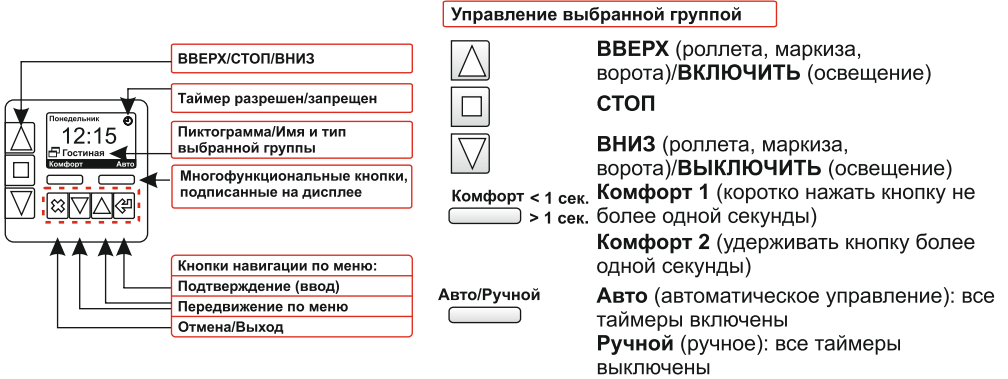 Управление выбранной группой
ВВЕРХ/СТОП/ВНИЗ
Таймер разрешен/запрещен
Пиктограмма/Имя и тип
выбранной группы
Многофункциональные кнопки,
подписанные на дисплее
Понедельник
12:15
Гостиная
Комфорт Авто
Кнопки навигации по меню:
Подтверждение (ввод)
Передвижение по меню
Отмена/Выход
ВВЕРХ (роллета, маркиза,
ворота)/ВКЛЮЧИТЬ (освещение)
СТОП
ВНИЗ (роллета, маркиза,
ворота)/ВЫКЛЮЧИТЬ (освещение)
Комфорт < 1 сек.
> 1 сек.
Комфорт 1 (коротко нажать кнопку не
более одной секунды)
Комфорт 2 (удерживать кнопку более
одной секунды)
Авто/Ручной
Авто (автоматическое управление): все
таймеры включены
Ручной (ручное): все таймеры
выключены